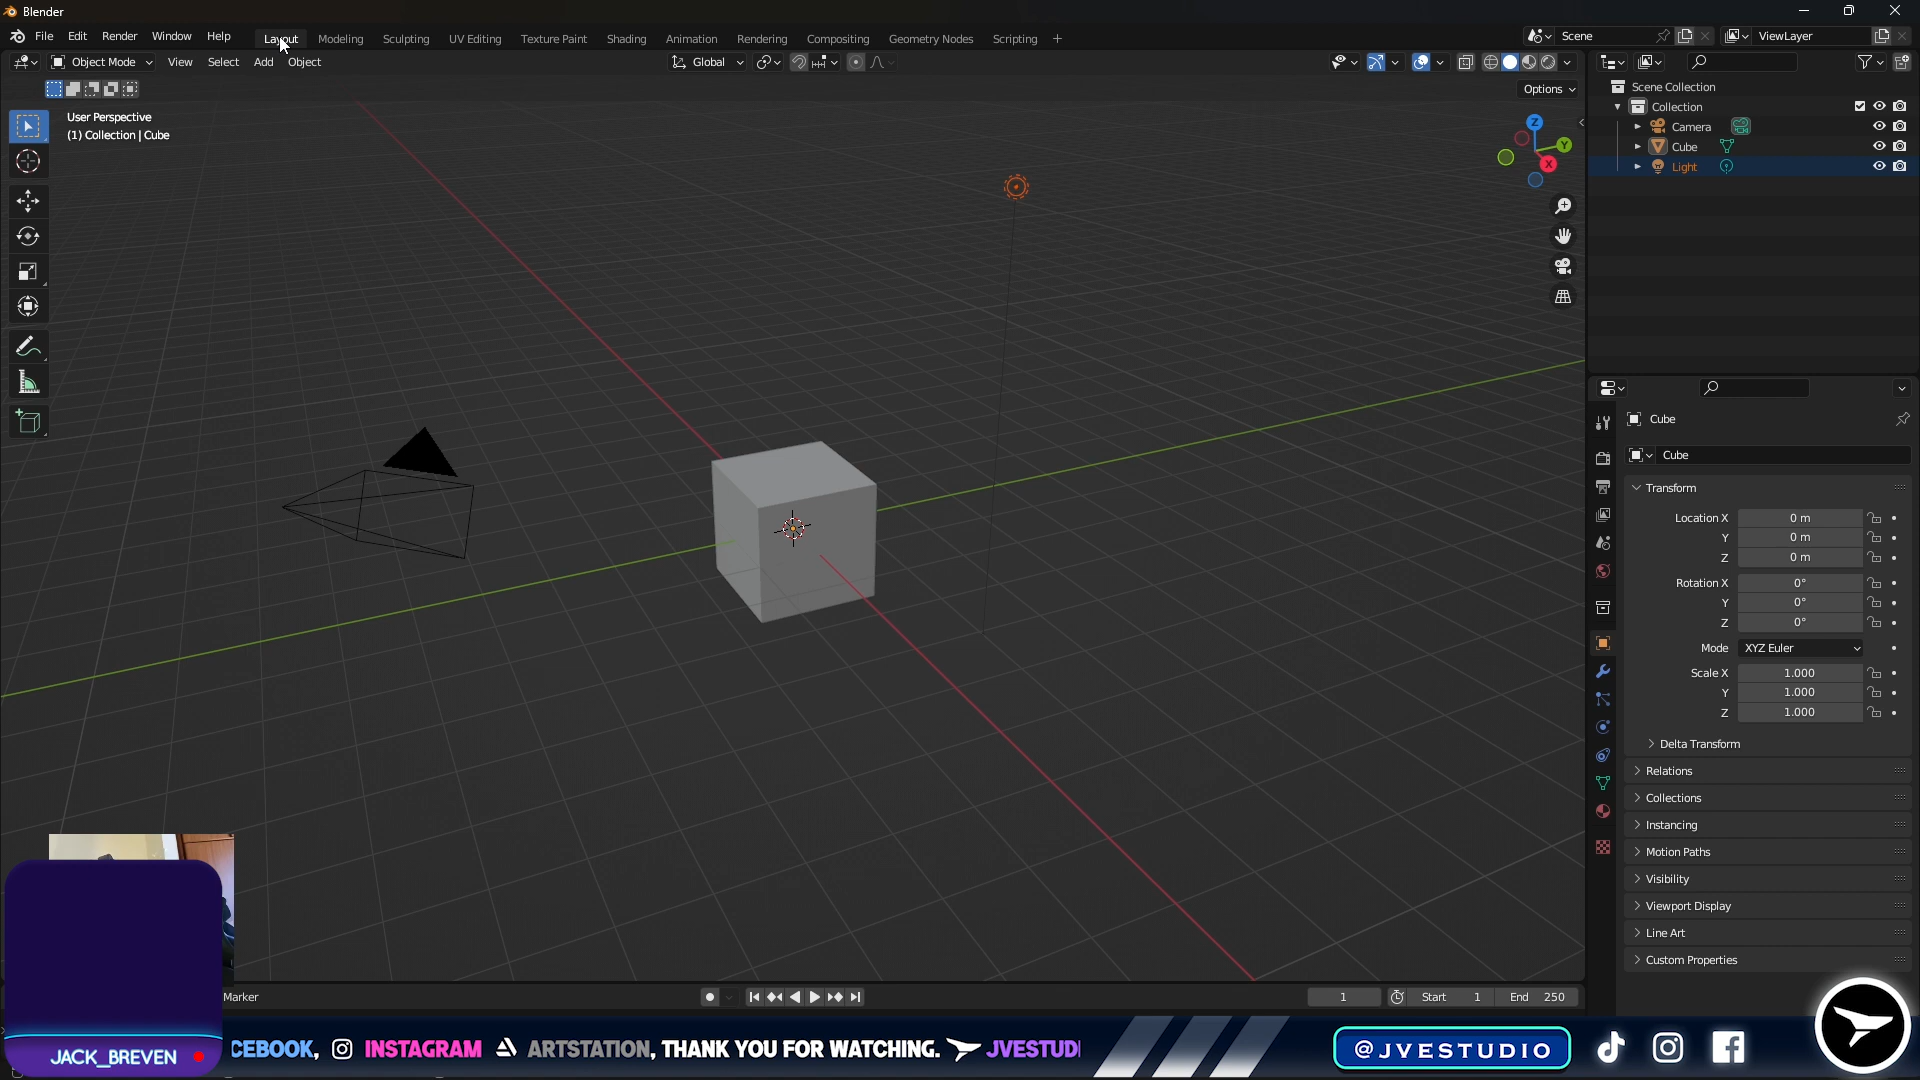 Blender
File Edit Render Window Help Layout Modeling Sculpting UV Editing Texture Paint Shading Animation Rendering Compositing Geometry Nodes Scripting + Scene ViewLayer
Object Mode View Select Add Object Global
Options
User Perspective
(1) Collection | Cube
Z
Y
X
Scene Collection
Collection
Camera
Cube
Light
Cube
Cube
Transform
Location X 0 m
Y 0 m
Z 0 m
Rotation X 0°
Y 0°
Z 0°
Mode XYZ Euler
Scale X 1.000
Y 1.000
Z 1.000
Delta Transform
Relations
Collections
Instancing
Motion Paths
Visibility
Viewport Display
Line Art
Custom Properties
Marker 1 Start 1 End 250
JACK_BREVEN
CEBOOK, INSTAGRAM ARTSTATION, THANK YOU FOR WATCHING. JVESTUDI
@JVESTUDIO